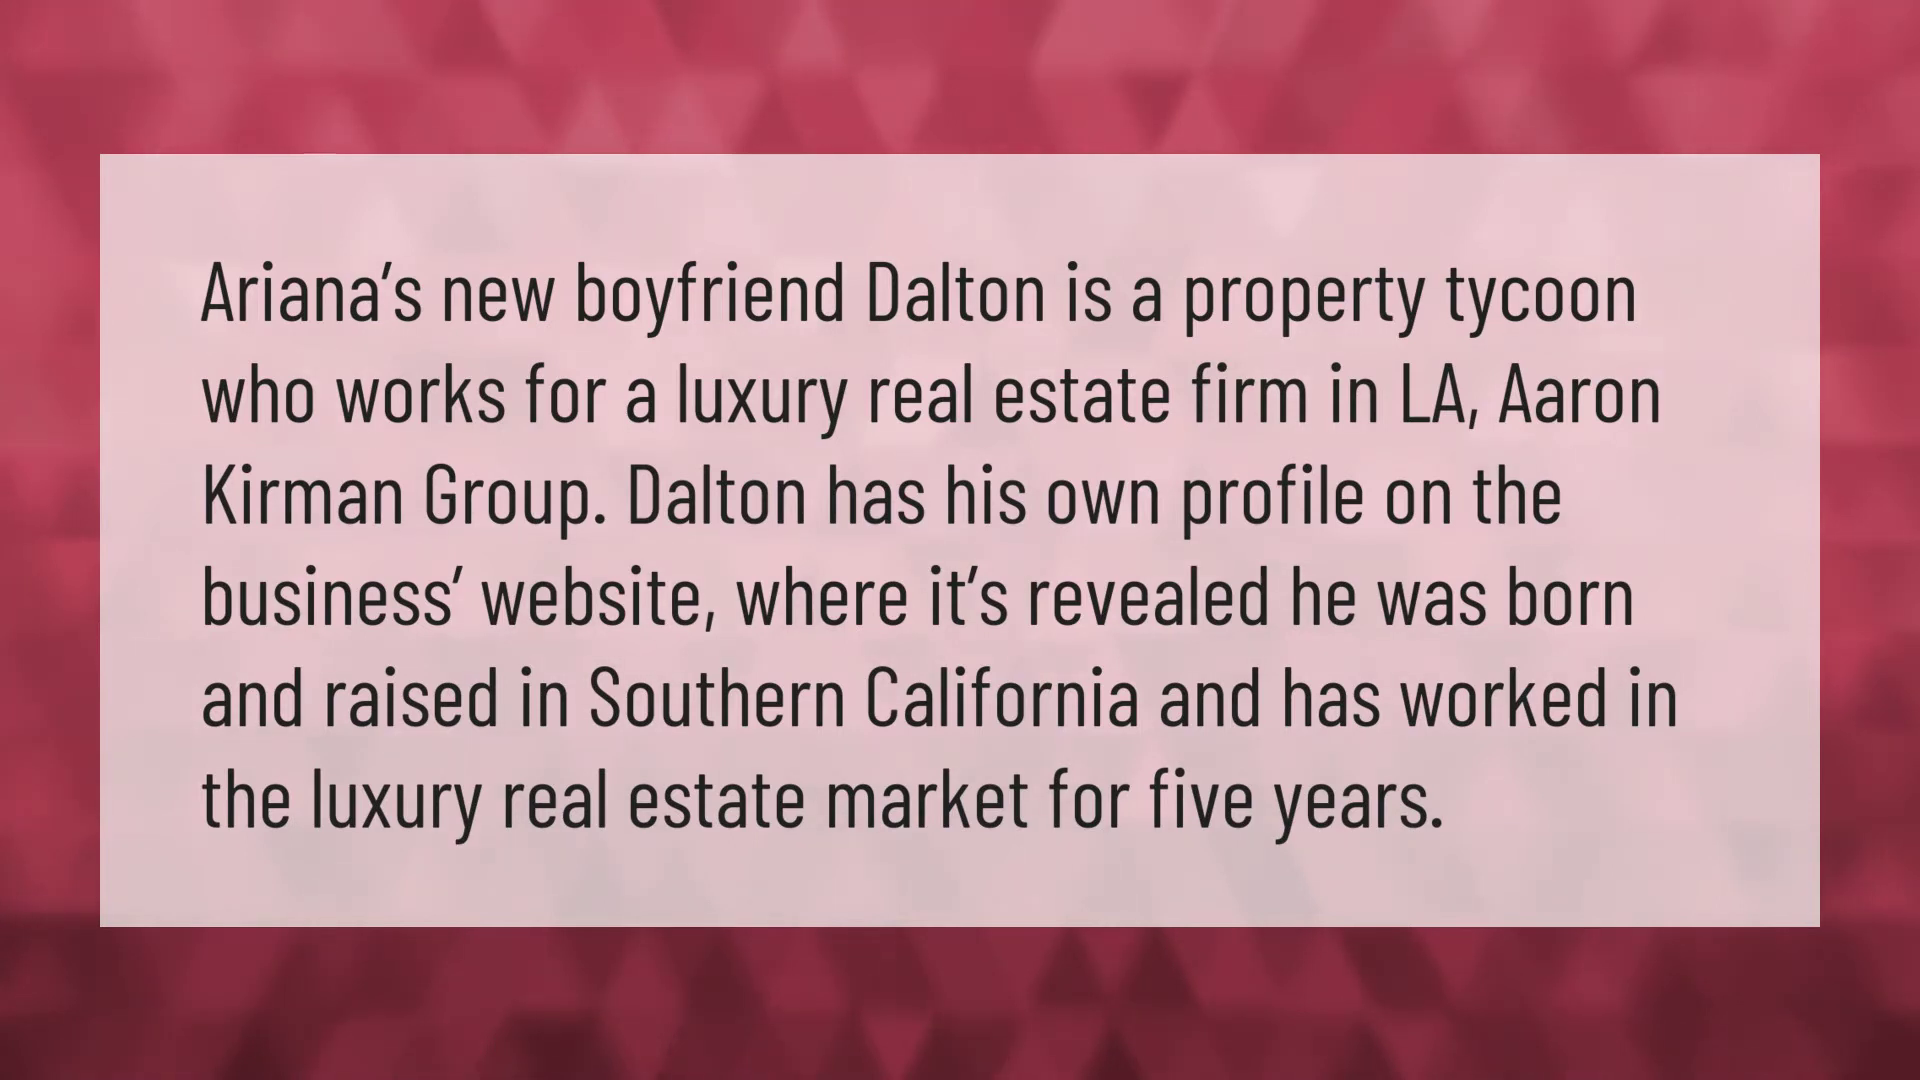 Ariana’s new boyfriend Dalton is a property tycoon
who works for a luxury real estate firm in LA, Aaron
Kirman Group. Dalton has his own profile on the
business’ website, where it’s revealed he was born
and raised in Southern California and has worked in
the luxury real estate market for five years.